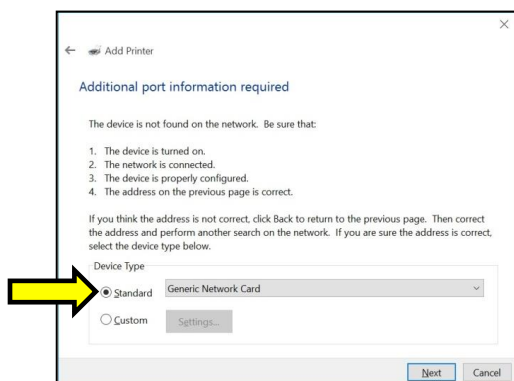 Add Printer
Additional port information required
The device is not found on the network. Be sure that:
1. The device is turned on.
2. The network is connected.
3. The device is properly configured.
4. The address on the previous page is correct.
If you think the address is not correct, click Back to return to the previous page. Then correct
the address and perform another search on the network. If you are sure the address is correct,
select the device type below.
Device Type
Standard Generic Network Card
Custom Settings...
Next Cancel